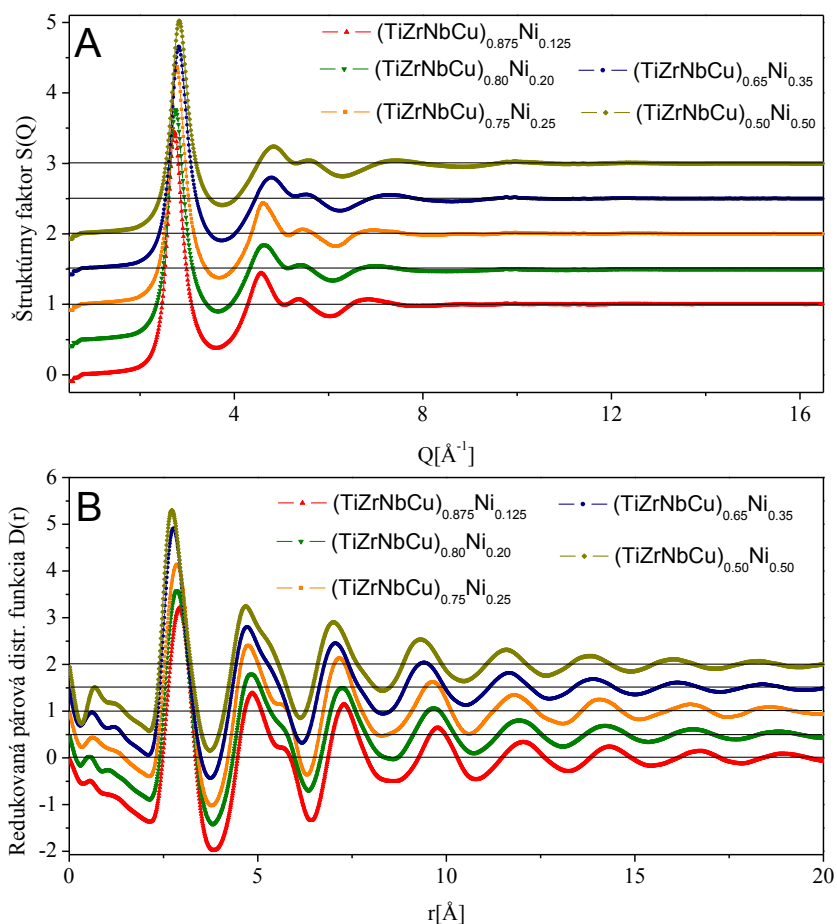 A
(TiZrNbCu)0.875Ni0.125
(TiZrNbCu)0.80Ni0.20
(TiZrNbCu)0.65Ni0.35
(TiZrNbCu)0.75Ni0.25
(TiZrNbCu)0.50Ni0.50
Štruktúrny faktor S(Q)
5
4
3
2
1
0
4
8
12
16
Q[Å-1]
B
(TiZrNbCu)0.875Ni0.125
(TiZrNbCu)0.65Ni0.35
(TiZrNbCu)0.80Ni0.20
(TiZrNbCu)0.50Ni0.50
(TiZrNbCu)0.75Ni0.25
Redukovaná párová distr. funkcia D(r)
6
5
4
3
2
1
0
-1
-2
0
5
10
15
20
r[Å]